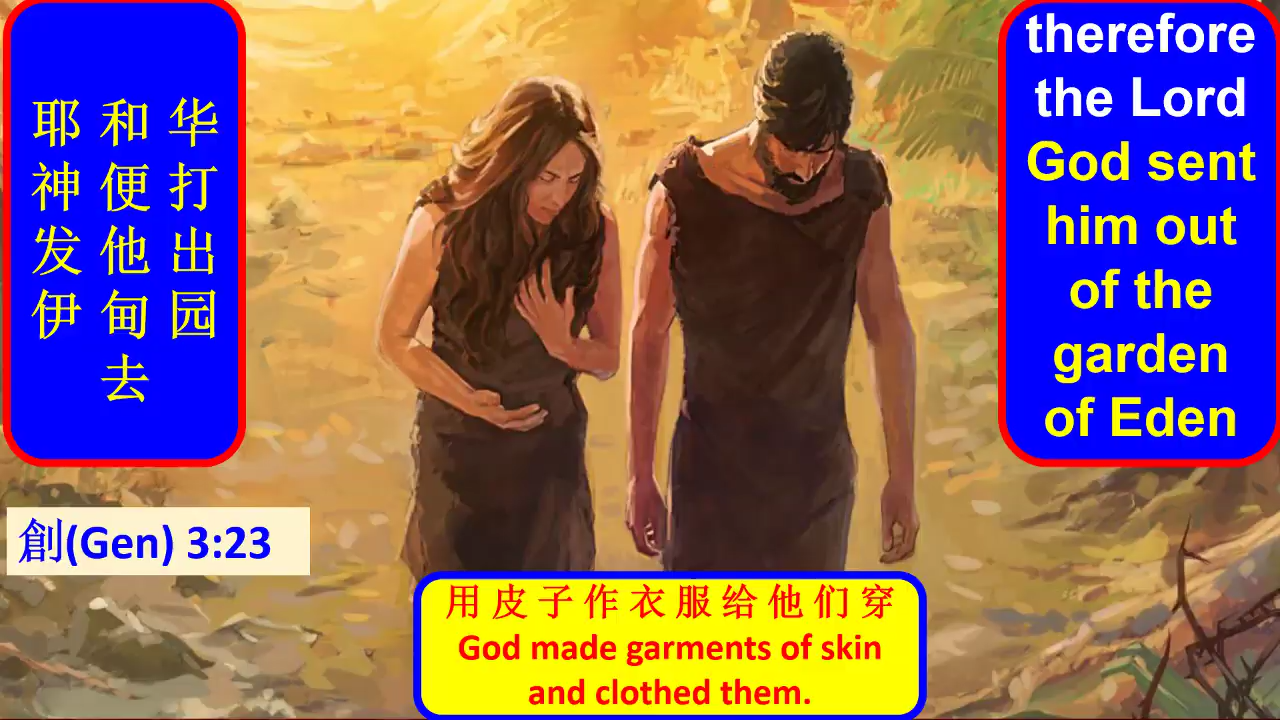 耶和华
神便打
发他出
伊甸园
去
therefore
the Lord
God sent
him out
of the
garden
of Eden
創(Gen) 3:23
用皮子作衣服给他们穿
God made garments of skin
and clothed them.